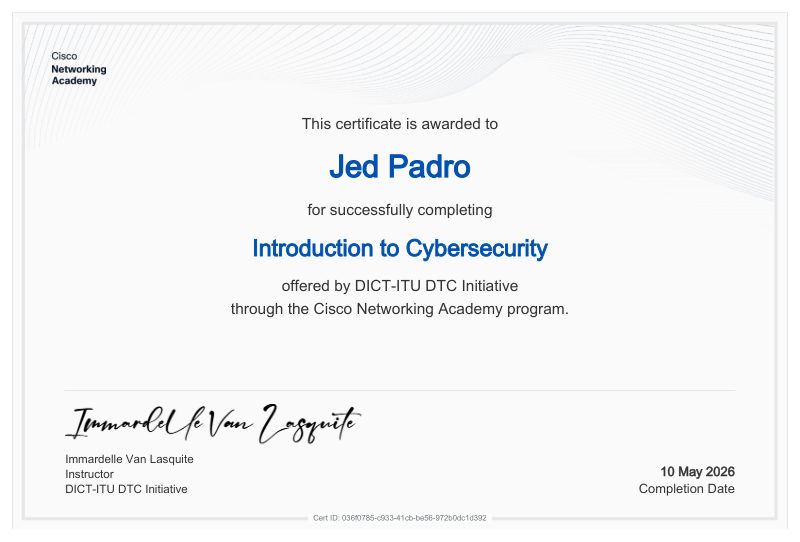 Cisco
Networking
Academy
This certificate is awarded to
Jed Padro
for successfully completing
Introduction to Cybersecurity
offered by DICT-ITU DTC Initiative
through the Cisco Networking Academy program.
Immardelle Van Lasquite
Immardelle Van Lasquite
Instructor
DICT-ITU DTC Initiative
10 May 2026
Completion Date
Cert ID: 036f0785-c933-41cb-be56-972b0dc1d392